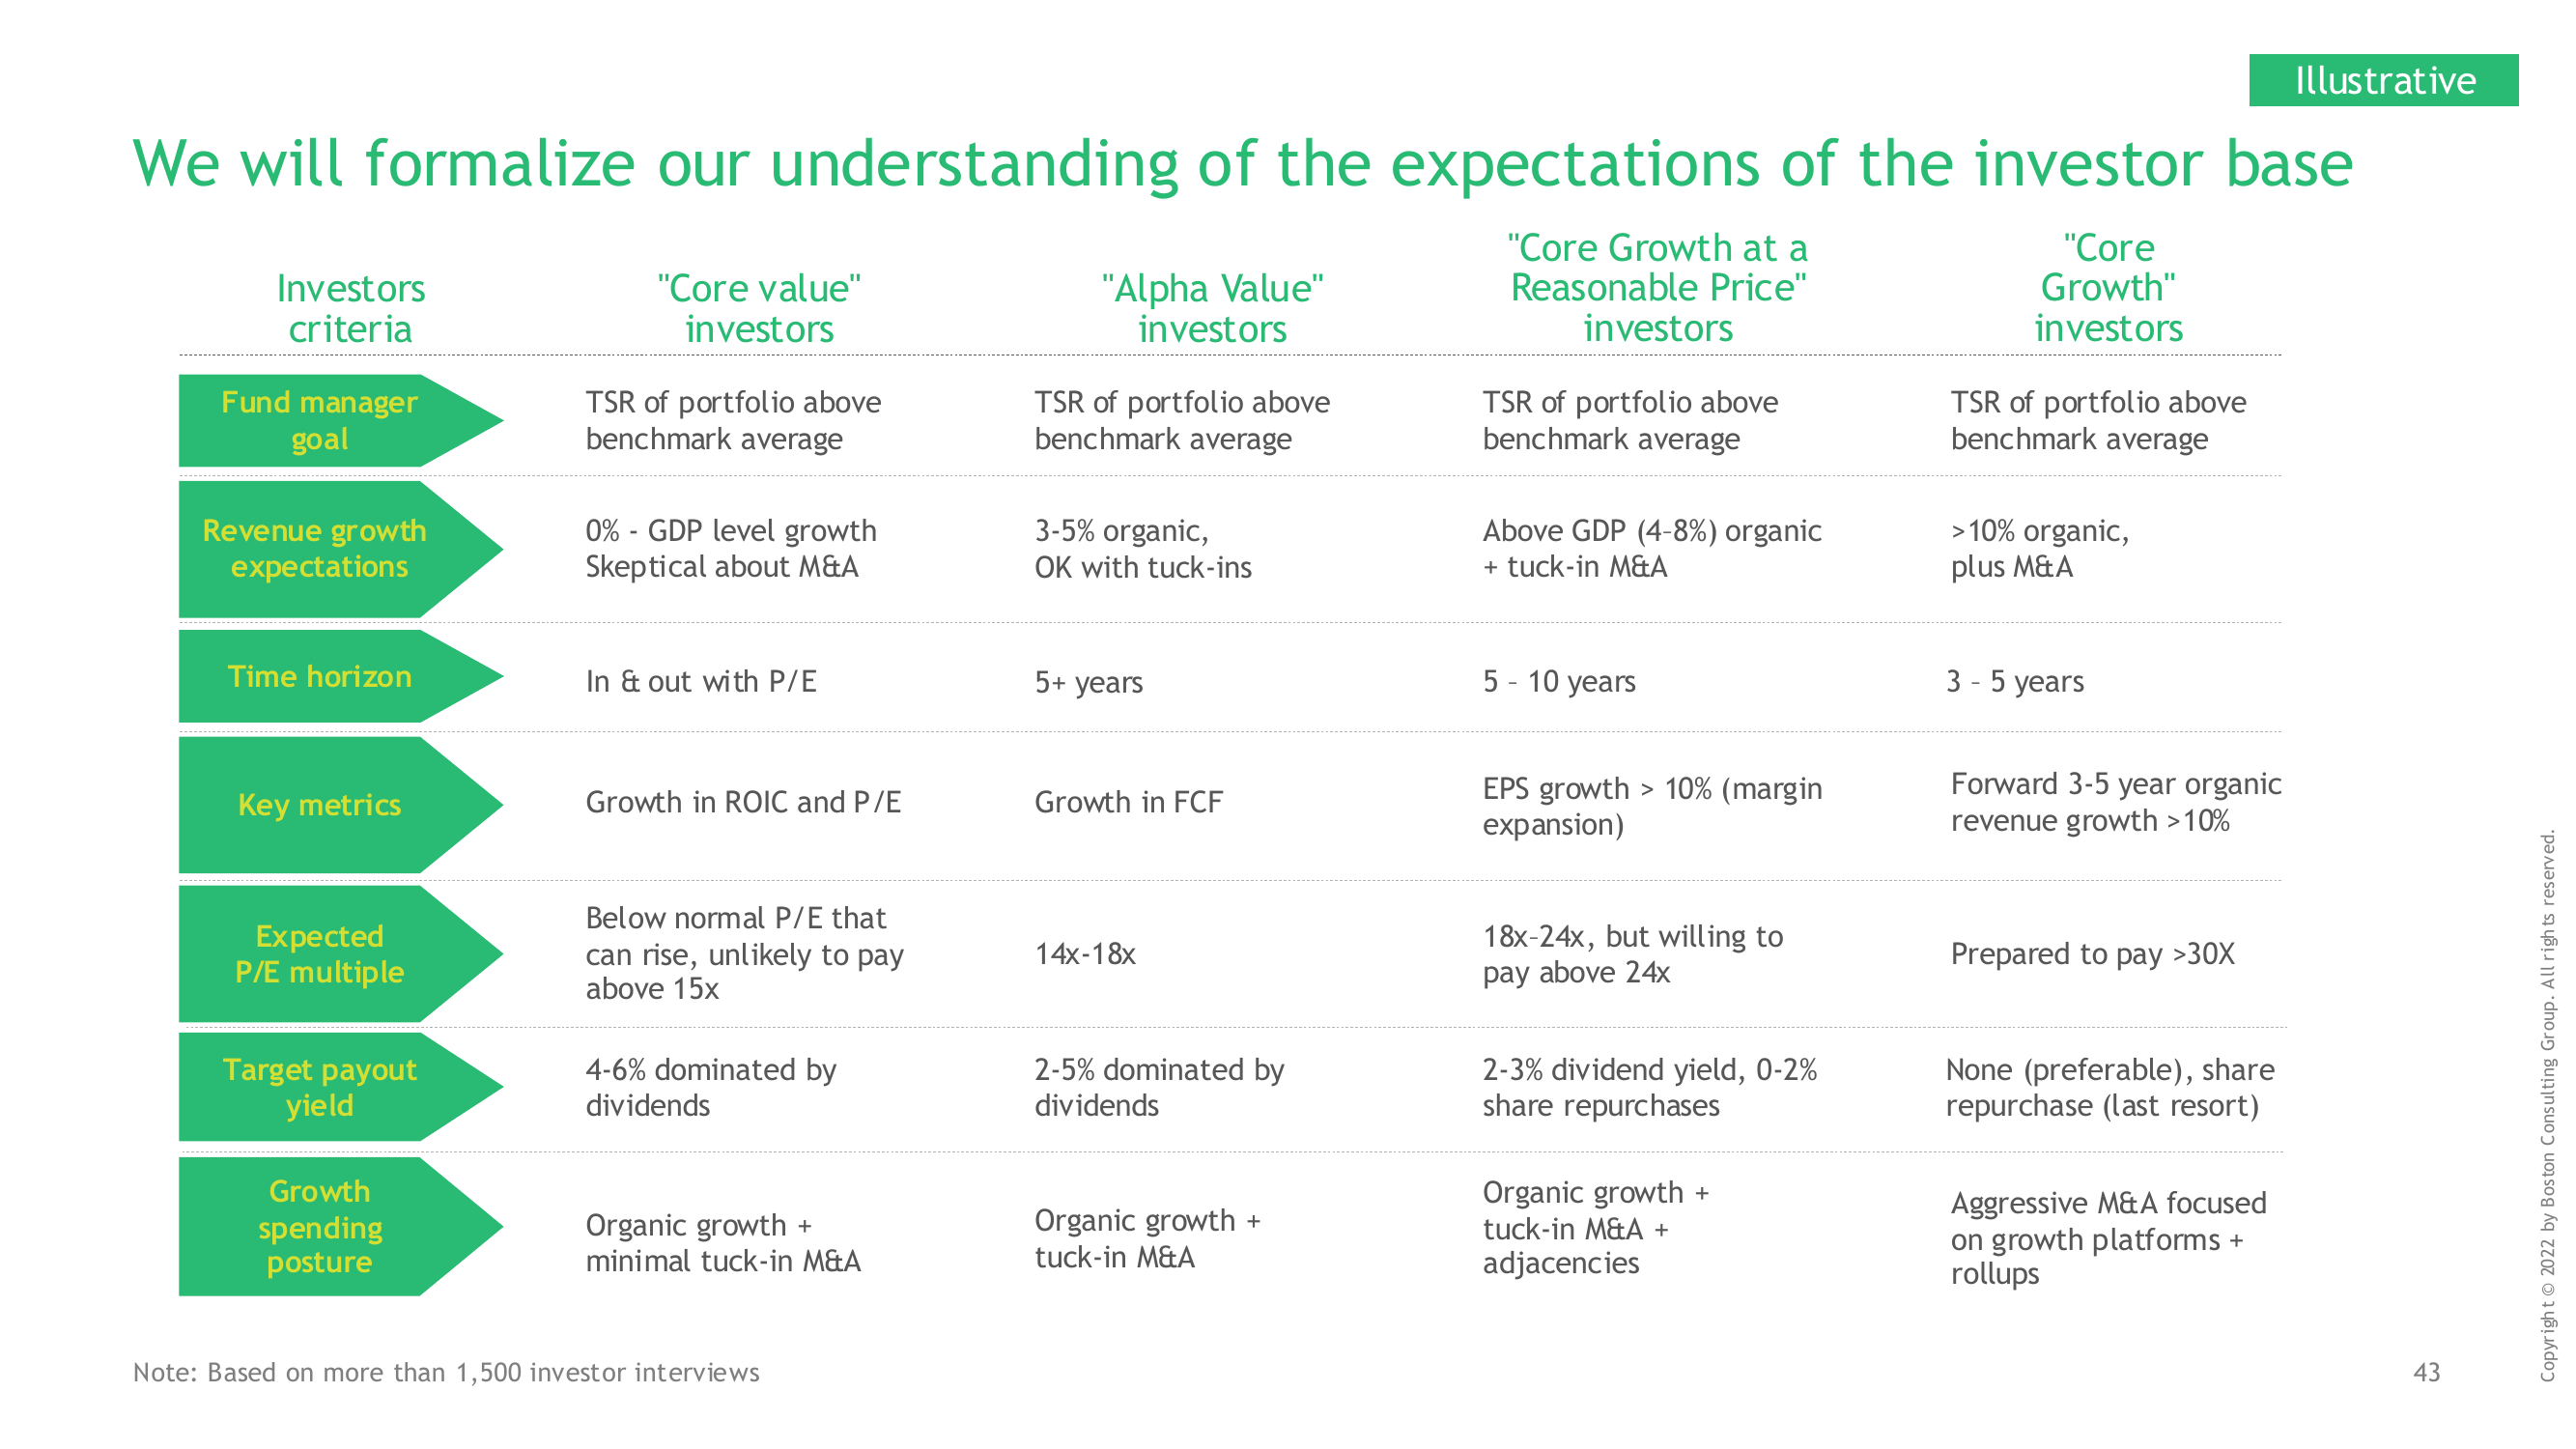 Illustrative
We will formalize our understanding of the expectations of the investor base
Investors
criteria
"Core value"
investors
"Alpha Value"
investors
"Core Growth at a
Reasonable Price"
investors
"Core
Growth"
investors
Fund manager
goal
TSR of portfolio above
benchmark average
TSR of portfolio above
benchmark average
TSR of portfolio above
benchmark average
TSR of portfolio above
benchmark average
Revenue growth
expectations
0% - GDP level growth
Skeptical about M&A
3-5% organic,
OK with tuck-ins
Above GDP (4–8%) organic
+ tuck-in M&A
>10% organic,
plus M&A
Time horizon
In & out with P/E
5+ years
5 – 10 years
3 – 5 years
Key metrics
Growth in ROIC and P/E
Growth in FCF
EPS growth > 10% (margin
expansion)
Forward 3-5 year organic
revenue growth >10%
Expected
P/E multiple
Below normal P/E that
can rise, unlikely to pay
above 15x
14x-18x
18x–24x, but willing to
pay above 24x
Prepared to pay >30X
Target payout
yield
4-6% dominated by
dividends
2-5% dominated by
dividends
2-3% dividend yield, 0-2%
share repurchases
None (preferable), share
repurchase (last resort)
Growth
spending
posture
Organic growth +
minimal tuck-in M&A
Organic growth +
tuck-in M&A
Organic growth +
tuck-in M&A +
adjacencies
Aggressive M&A focused
on growth platforms +
rollups
Note: Based on more than 1,500 investor interviews
43
Copyright © 2022 by Boston Consulting Group. All rights reserved.